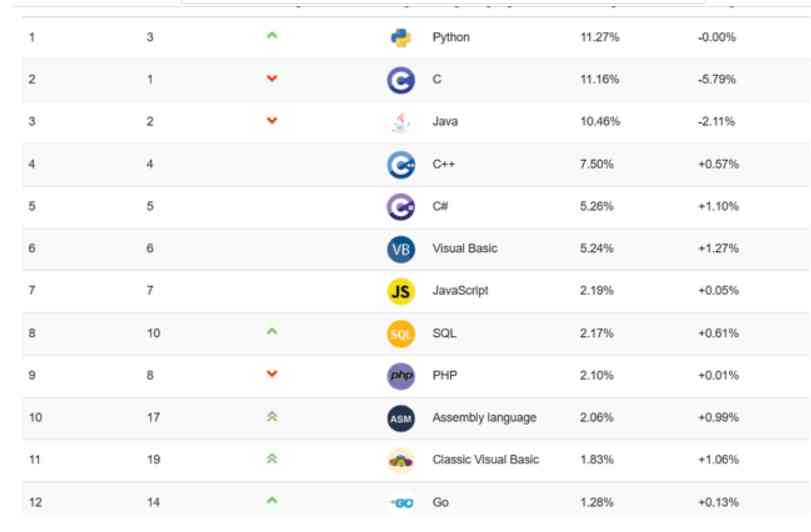 1 3 Python 11.27% -0.00%
2 1 C 11.16% -5.79%
3 2 Java 10.46% -2.11%
4 4 C++ 7.50% +0.57%
5 5 C# 5.26% +1.10%
6 6 VB Visual Basic 5.24% +1.27%
7 7 JS JavaScript 2.19% +0.05%
8 10 SQL SQL 2.17% +0.61%
9 8 php PHP 2.10% +0.01%
10 17 ASM Assembly language 2.06% +0.99%
11 19 Classic Visual Basic 1.83% +1.06%
12 14 GO Go 1.28% +0.13%